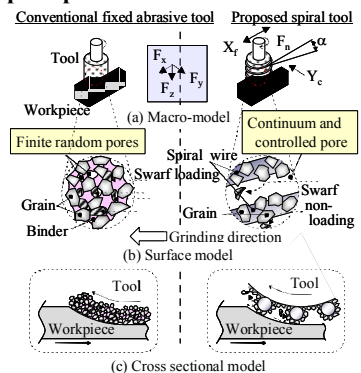 Conventional fixed abrasive tool
Proposed spiral tool
Tool
Workpiece
Fx
Fy
Fz
Xf
Fn
α
Yc
(a) Macro-model
Finite random pores
Continuum and
controlled pore
Spiral wire
Swarf loading
Grain
Binder
Grain
Swarf
non-
loading
Grinding direction
(b) Surface model
Tool
Workpiece
Tool
Workpiece
(c) Cross sectional model